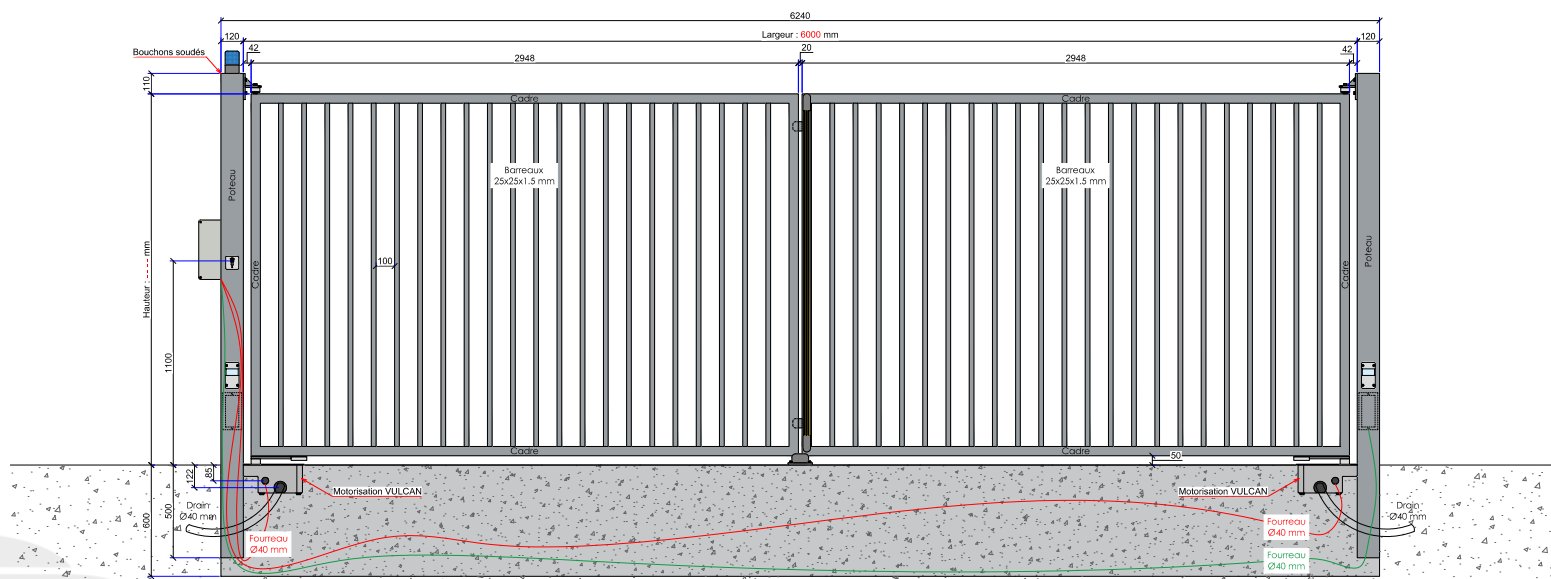 6240
120
Largeur : 6000 mm
120
Bouchons soudés
42
20
42
2948
2948
110
Cadre
Cadre
Barreaux
25x25x1.5 mm
Barreaux
25x25x1.5 mm
Poteau
Poteau
Hauteur : - - - - mm
100
Cadre
Cadre
1100
Cadre
Cadre
50
122
85
Motorisation VULCAN
Motorisation VULCAN
600
500
Drain
Ø40 mm
Drain
Ø40 mm
Fourreau
Ø40 mm
Fourreau
Ø40 mm
Fourreau
Ø40 mm